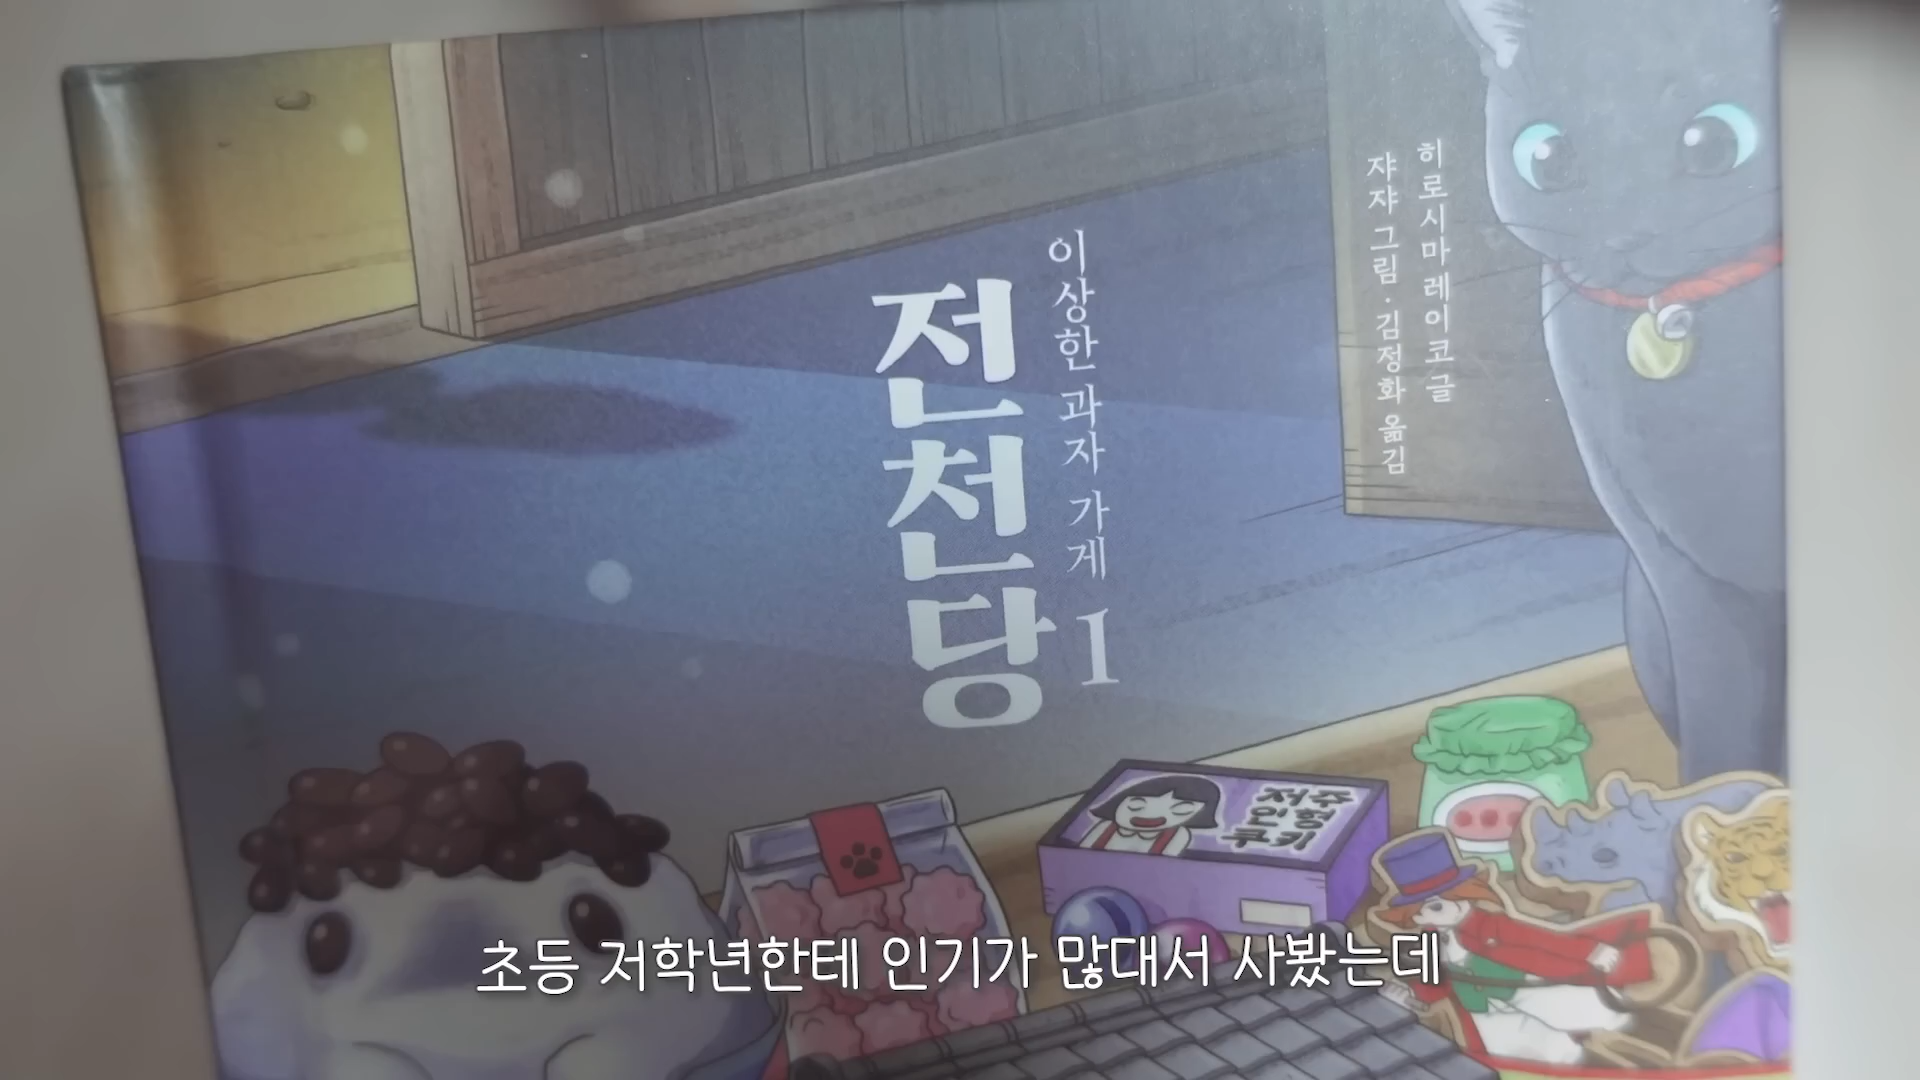 히로시마 레이코 글
쟈쟈 그림 · 김정화 옮김
이상한 과자 가게
전천당
1
저주
인형
쿠키
초등 저학년한테 인기가 많대서 사봤는데